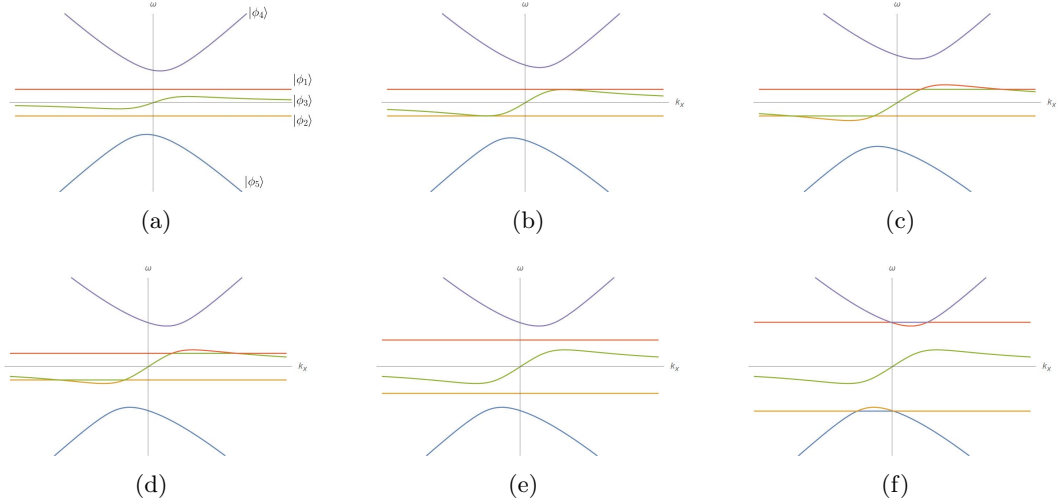 ω
|ϕ₄⟩
|ϕ₁⟩
|ϕ₃⟩
|ϕ₂⟩
|ϕ₅⟩
(a)
ω
kₓ
(b)
ω
kₓ
(c)
ω
kₓ
(d)
ω
kₓ
(e)
ω
kₓ
(f)